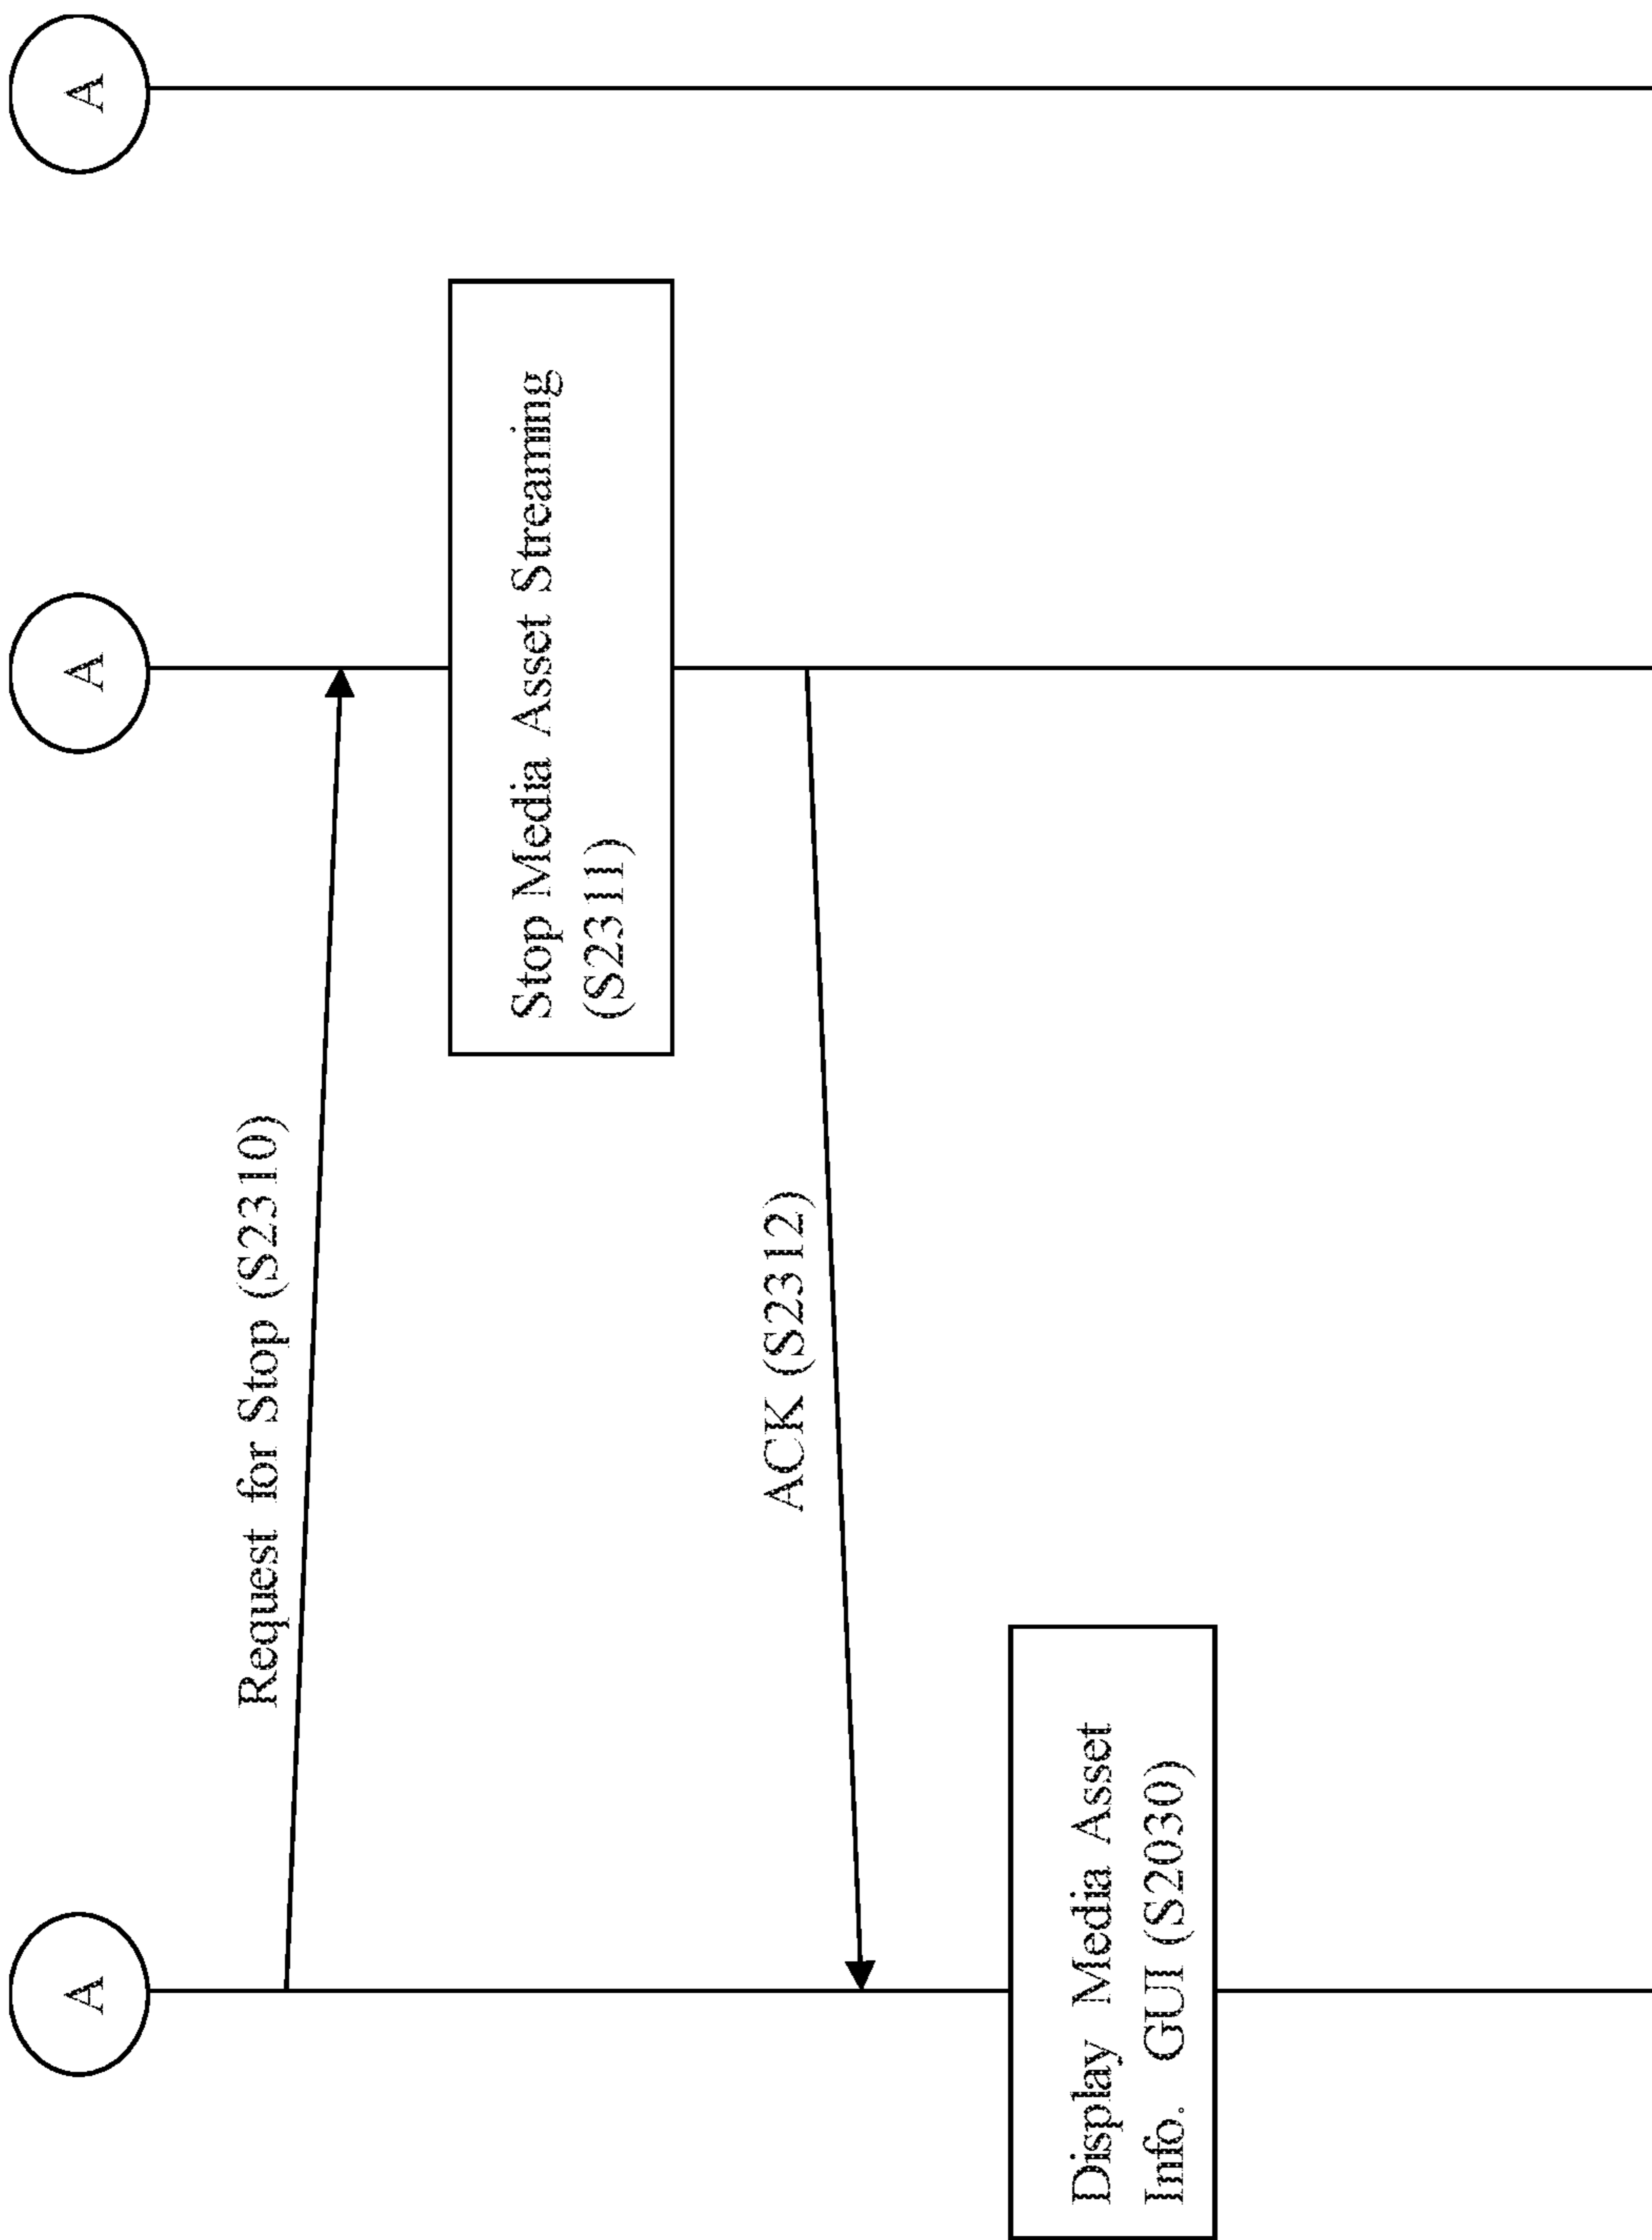 A
A
A
Request for Stop (S2310)
Stop Media Asset Streaming
(S2311)
ACK (S2312)
Display Media Asset
Info. GUI (S2030)